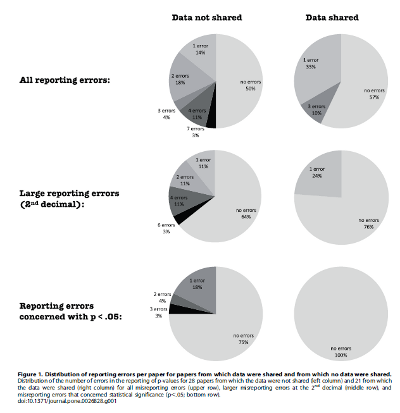 Data not shared
Data shared
All reporting errors:
1 error
14%
2 errors
18%
3 errors
4%
4 errors
11%
7 errors
3%
no errors
50%
1 error
33%
3 errors
10%
no errors
57%
Large reporting errors
(2nd decimal):
1 error
11%
2 errors
11%
11%
6 errors
3%
no errors
64%
1 error
24%
no errors
76%
Reporting errors
concerned with p < .05:
1 error
18%
2 errors
4%
3 errors
3%
no errors
75%
no errors
100%
Figure 1. Distribution of reporting errors per paper for papers from which data were shared and from which no data were shared.
Distribution of the number of errors in the reporting of p values for 28 papers from which the data were not shared (left column) and 21 from which
the data were shared (right column) for all misreporting errors (upper row), larger misreporting errors at the 2nd decimal (middle row), and
misreporting errors that concerned statistical significance (p<.05; bottom row).
doi:10.1371/journal.pone.0026828.g001